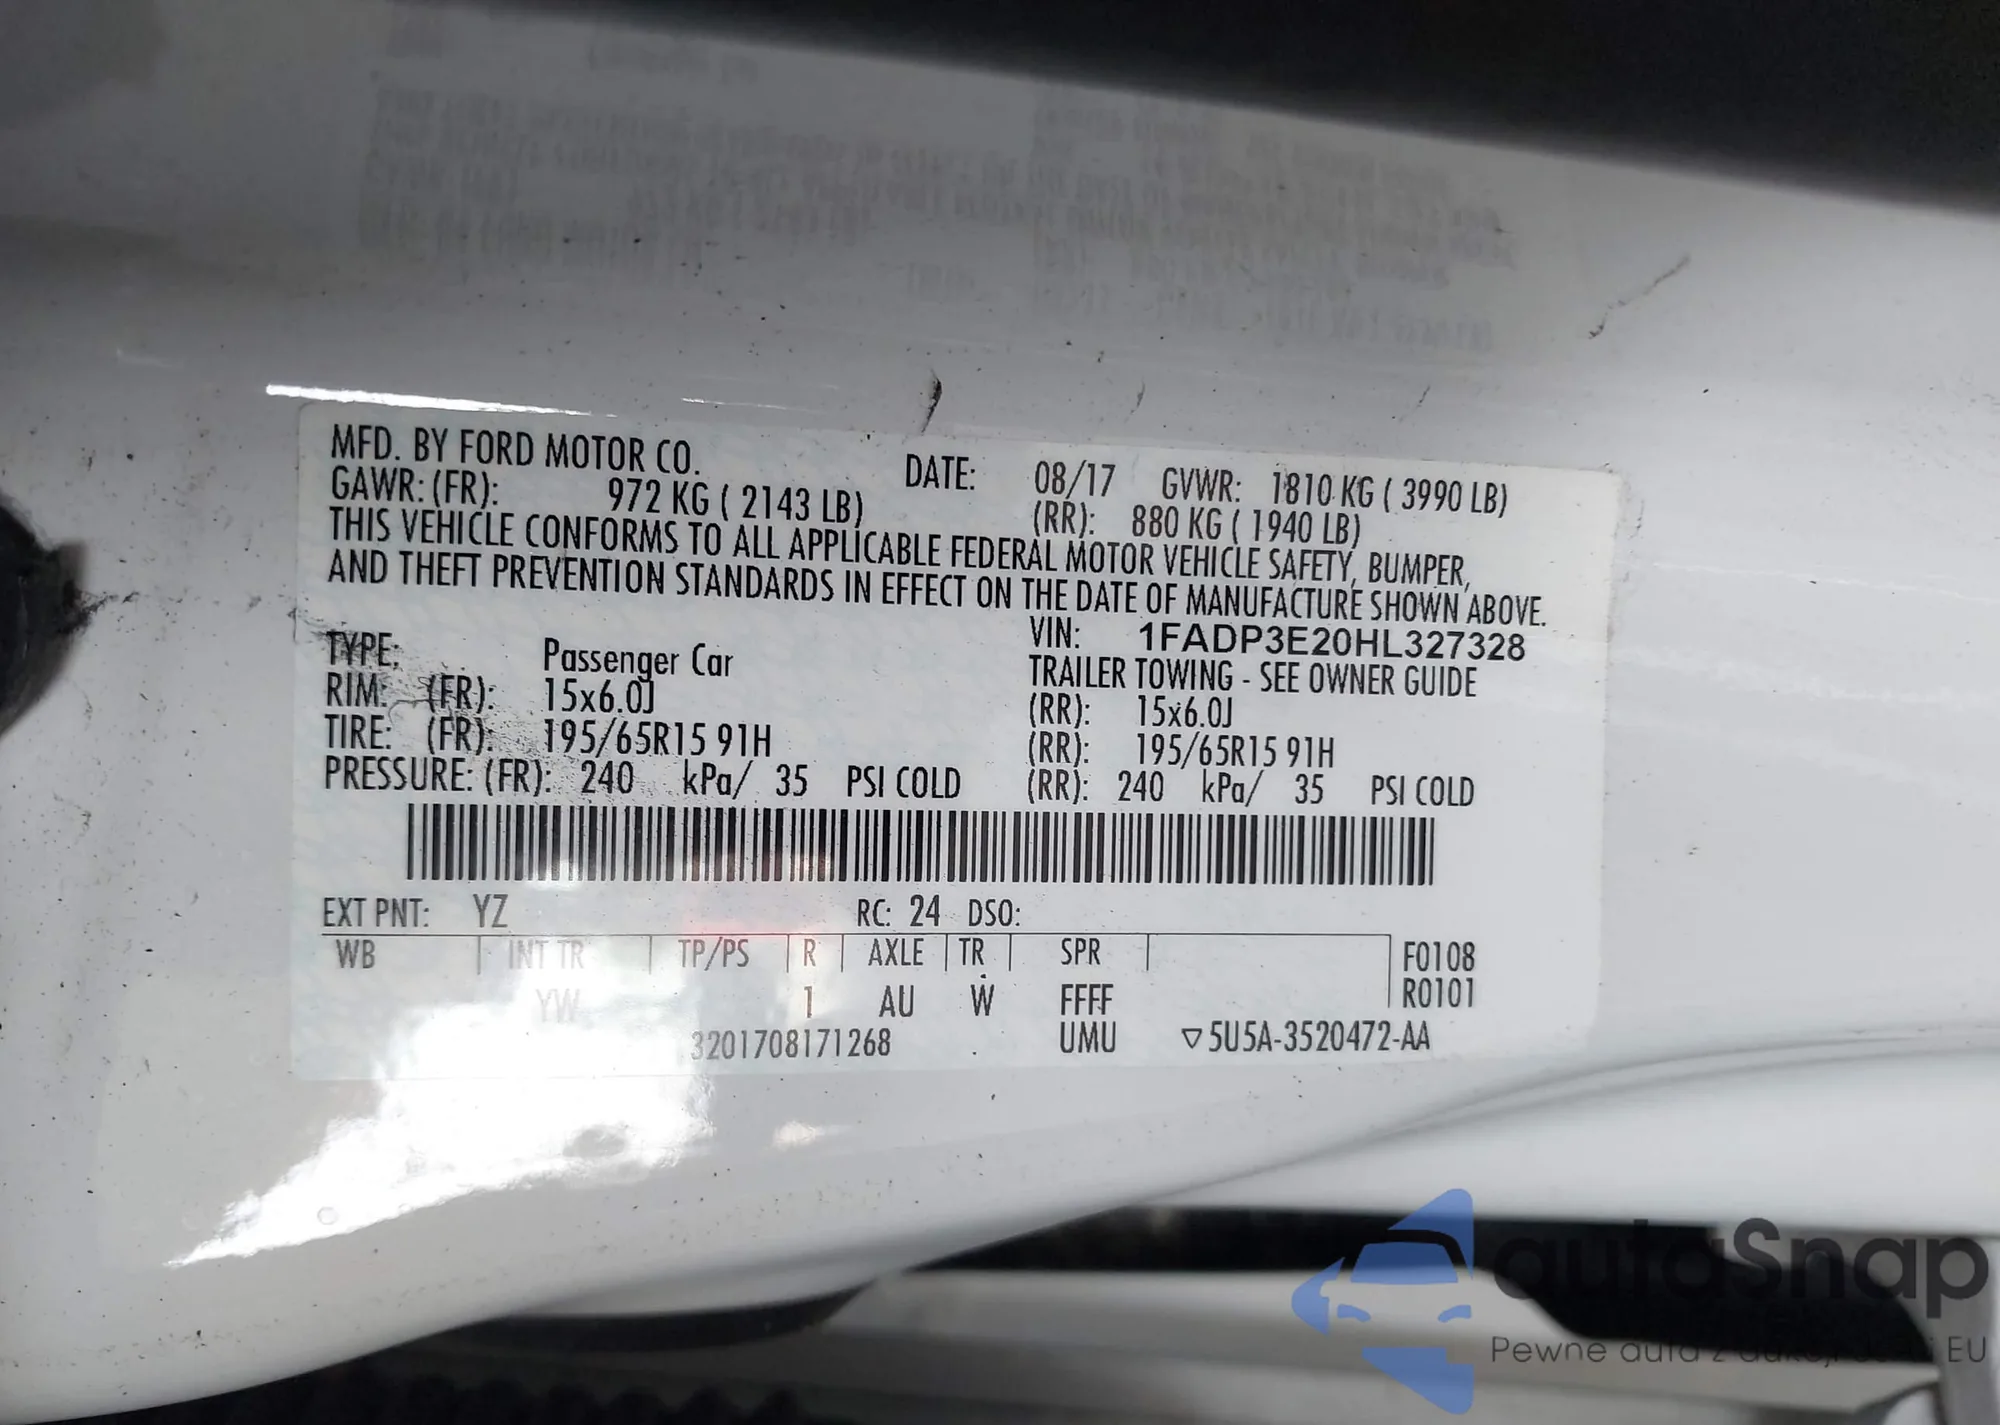 MFD. BY FORD MOTOR CO. DATE: 08/17 GVWR: 1810 KG ( 3990 LB)
GAWR: (FR): 972 KG ( 2143 LB) (RR): 880 KG ( 1940 LB)
THIS VEHICLE CONFORMS TO ALL APPLICABLE FEDERAL MOTOR VEHICLE SAFETY, BUMPER,
AND THEFT PREVENTION STANDARDS IN EFFECT ON THE DATE OF MANUFACTURE SHOWN ABOVE.
VIN: 1FADP3E20HL327328
TYPE: Passenger Car TRAILER TOWING - SEE OWNER GUIDE
RIM: (FR): 15x6.0J (RR): 15x6.0J
TIRE: (FR): 195/65R15 91H (RR): 195/65R15 91H
PRESSURE: (FR): 240 kPa/ 35 PSI COLD (RR): 240 kPa/ 35 PSI COLD
EXT PNT: YZ RC: 24 DSO:
WB INT TR TP/PS R AXLE TR SPR F0108
YW 1 AU W FFFF R0101
3201708171268 UMU ▽5U5A-3520472-AA
autaSnap
Pewne auta z EU